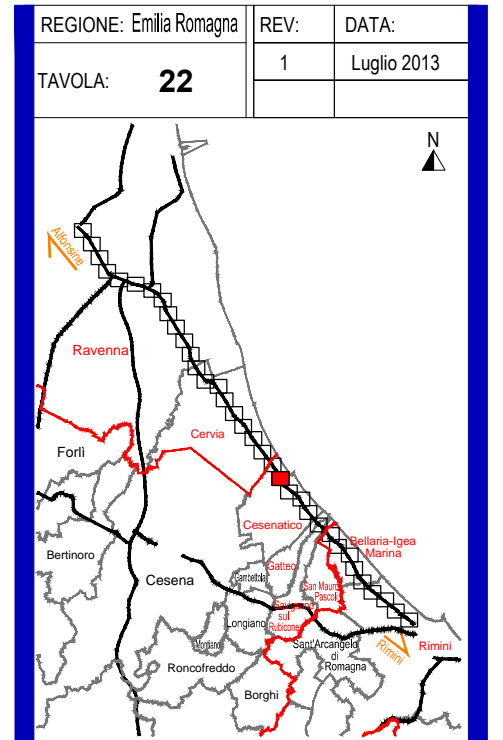 REGIONE: Emilia Romagna
REV:
DATA:
TAVOLA: 22
1
Luglio 2013
N
Alfonsine
Ravenna
Cervia
Forlì
Cesenatico
Bellaria-Igea
Marina
Bertinoro
Gatteo
Cesena
Gambettola
San Mauro
Pascoli
Savignano
sul
Rubicone
Longiano
Montiano
Sant'Arcangelo
di
Romagna
Rimini
Rimini
Roncofreddo
Borghi